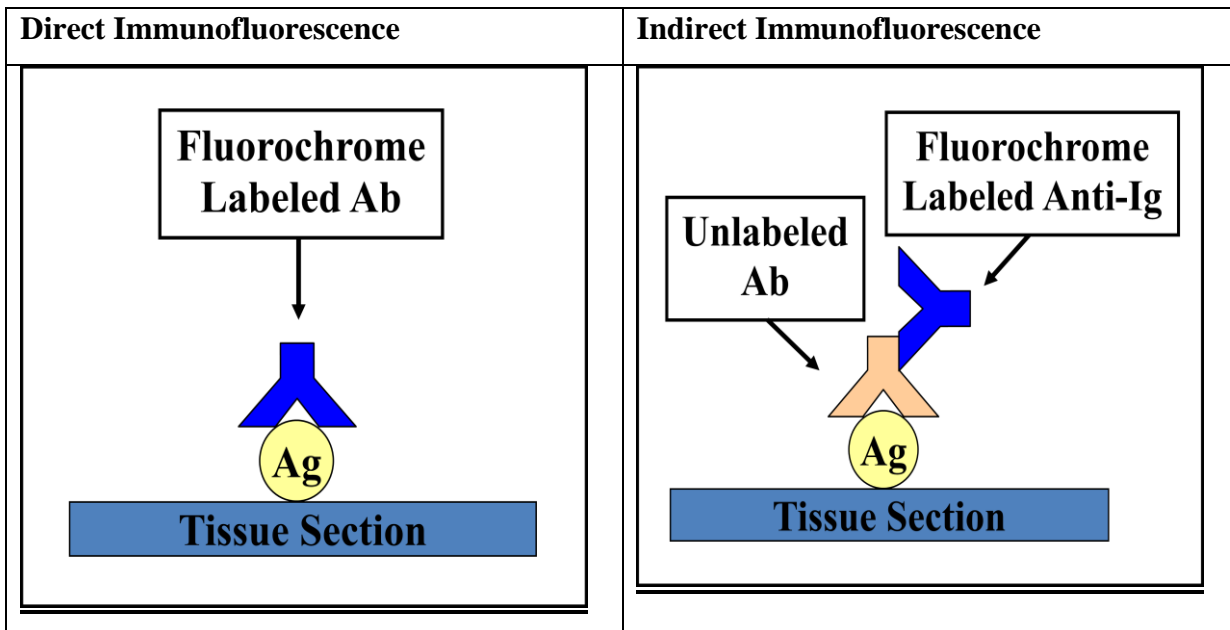 Direct Immunofluorescence
Fluorochrome
Labeled Ab
Ag
Tissue Section
Indirect Immunofluorescence
Fluorochrome
Labeled Anti-Ig
Unlabeled
Ab
Ag
Tissue Section